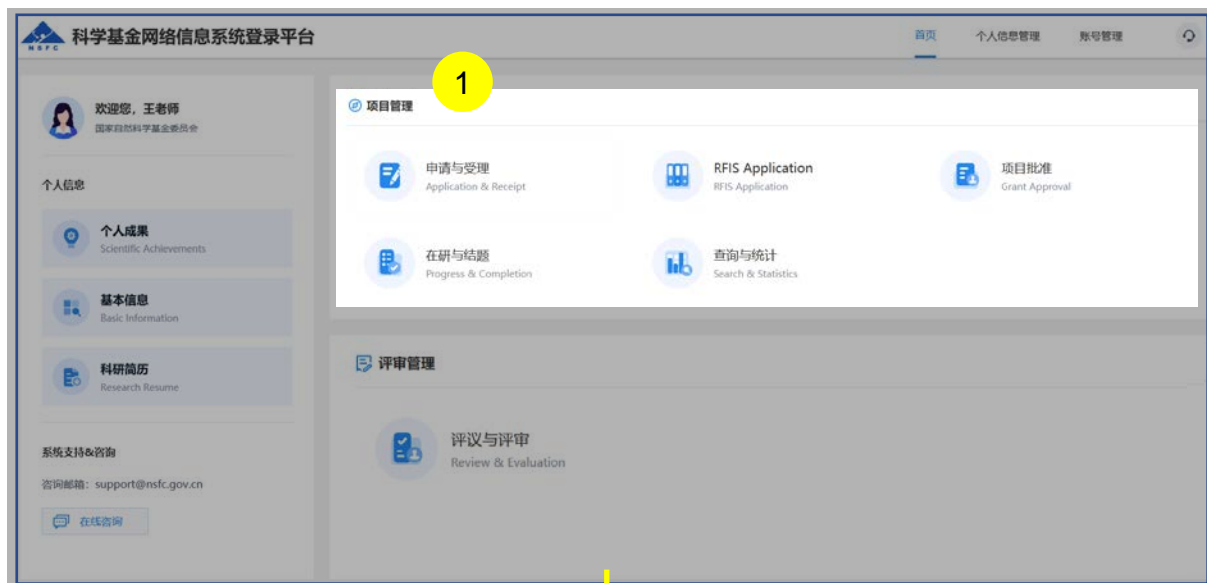 NSFC
科学基金网络信息系统登录平台
首页 个人信息管理 账号管理
1
欢迎您，王老师
国家自然科学基金委员会
个人信息
个人成果
Scientific Achievements
基本信息
Basic Information
科研简历
Research Resume
系统支持&咨询
咨询邮箱：support@nsfc.gov.cn
在线咨询
项目管理
申请与受理
Application & Receipt
RFIS Application
RFIS Application
项目批准
Grant Approval
在研与结题
Progress & Completion
查询与统计
Search & Statistics
评审管理
评议与评审
Review & Evaluation